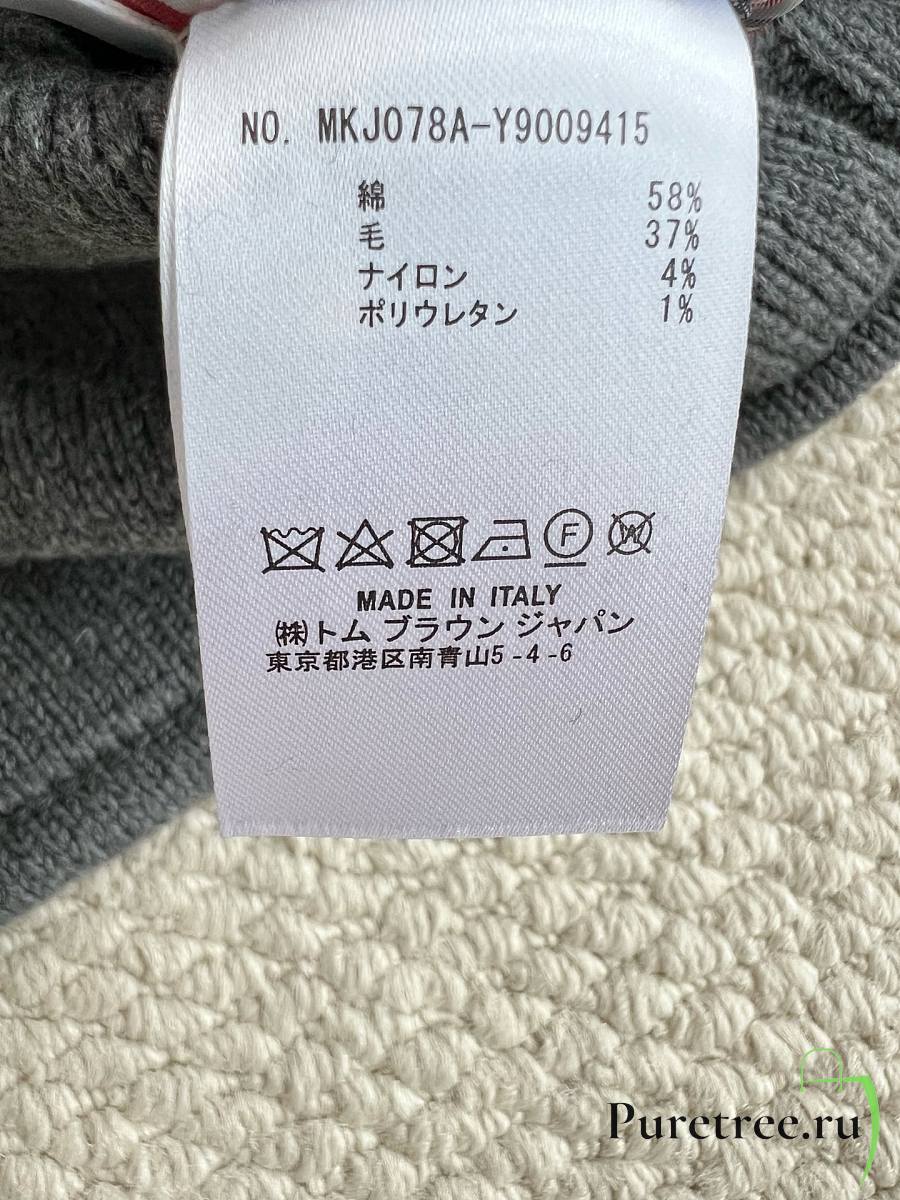 NO. MKJ078A-Y9009415
綿 58%
毛 37%
ナイロン 4%
ポリウレタン 1%
F W
MADE IN ITALY
㈱トム ブラウン ジャパン
東京都港区南青山5-4-6
Puretree.ru